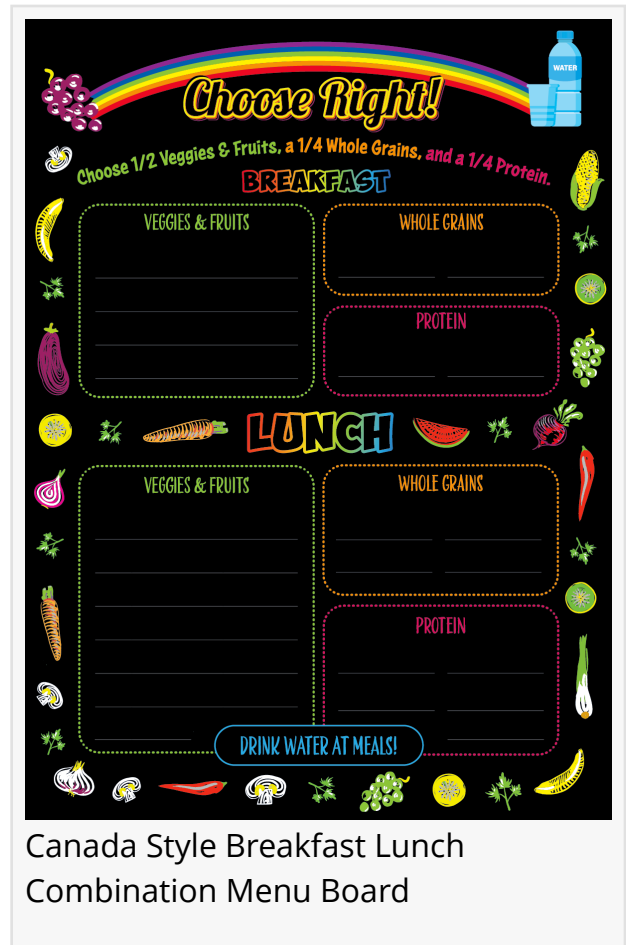 WATER
Choose Right!
Choose 1/2 Veggies & Fruits, a 1/4 Whole Grains, and a 1/4 Protein.
BREAKFAST
VEGGIES & FRUITS
WHOLE GRAINS
PROTEIN
LUNCH
VEGGIES & FRUITS
WHOLE GRAINS
PROTEIN
DRINK WATER AT MEALS!
Canada Style Breakfast Lunch
Combination Menu Board